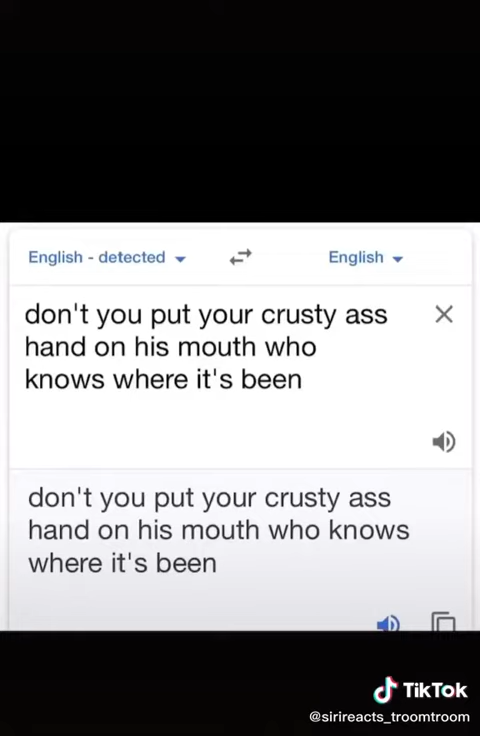 English - detected
English
don't you put your crusty ass
hand on his mouth who
knows where it's been
don't you put your crusty ass
hand on his mouth who knows
where it's been
TikTok
@sirireacts_troomtroom